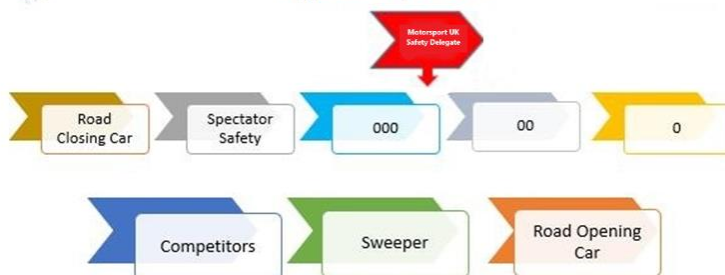 Motorsport UK
Safety Delegate
Road
Closing Car
Spectator
Safety
000
00
0
Competitors
Sweeper
Road Opening
Car